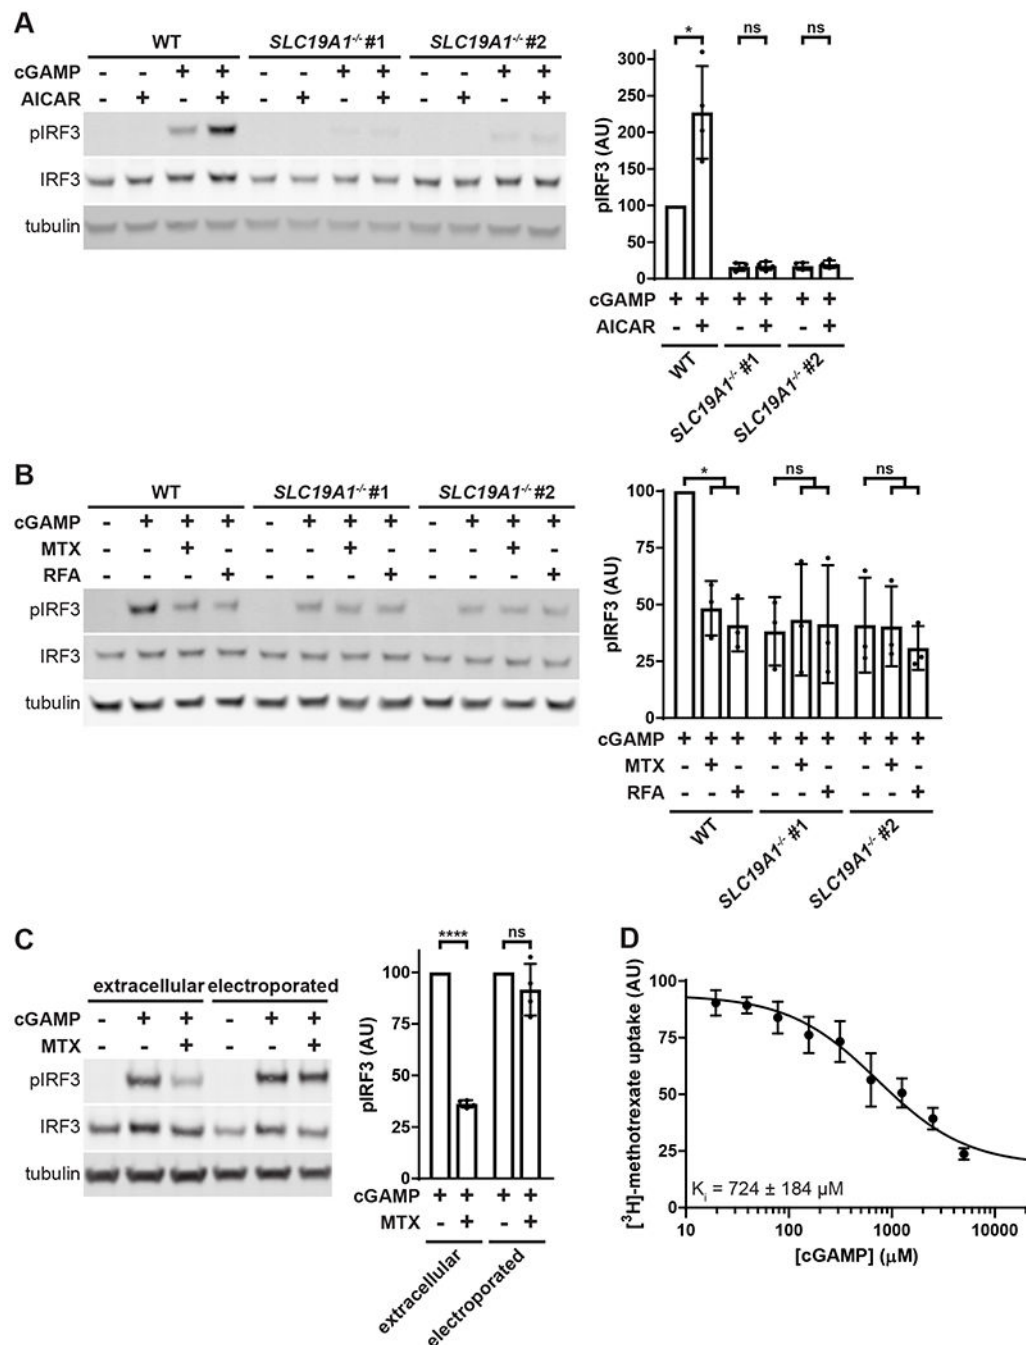 A
WT SLC19A1-/- #1 SLC19A1-/- #2
cGAMP - - + + - - + + - - + +
AICAR - + - + - + - + - + - +
pIRF3
IRF3
tubulin
* ns ns
pIRF3 (AU)
300
250
200
150
100
50
0
cGAMP + + + + + +
AICAR - + - + - +
WT SLC19A1-/- #1 SLC19A1-/- #2
B
WT SLC19A1-/- #1 SLC19A1-/- #2
cGAMP - + + + - + + + - + + +
MTX - - + - - - + - - - + -
RFA - - - + - - - + - - - +
pIRF3
IRF3
tubulin
* ns ns
pIRF3 (AU)
100
75
50
25
0
cGAMP + + + + + + + + +
MTX - + - - + - - + -
RFA - - + - - + - - +
WT SLC19A1-/- #1 SLC19A1-/- #2
C
extracellular electroporated
cGAMP - + + - + +
MTX - - + - - +
pIRF3
IRF3
tubulin
**** ns
pIRF3 (AU)
100
75
50
25
0
cGAMP + + + +
MTX - + - +
extracellular electroporated
D
[³H]-methotrexate uptake (AU)
100
75
50
25
0
Ki = 724 ± 184 μM
10 100 1000 10000
[cGAMP] (μM)